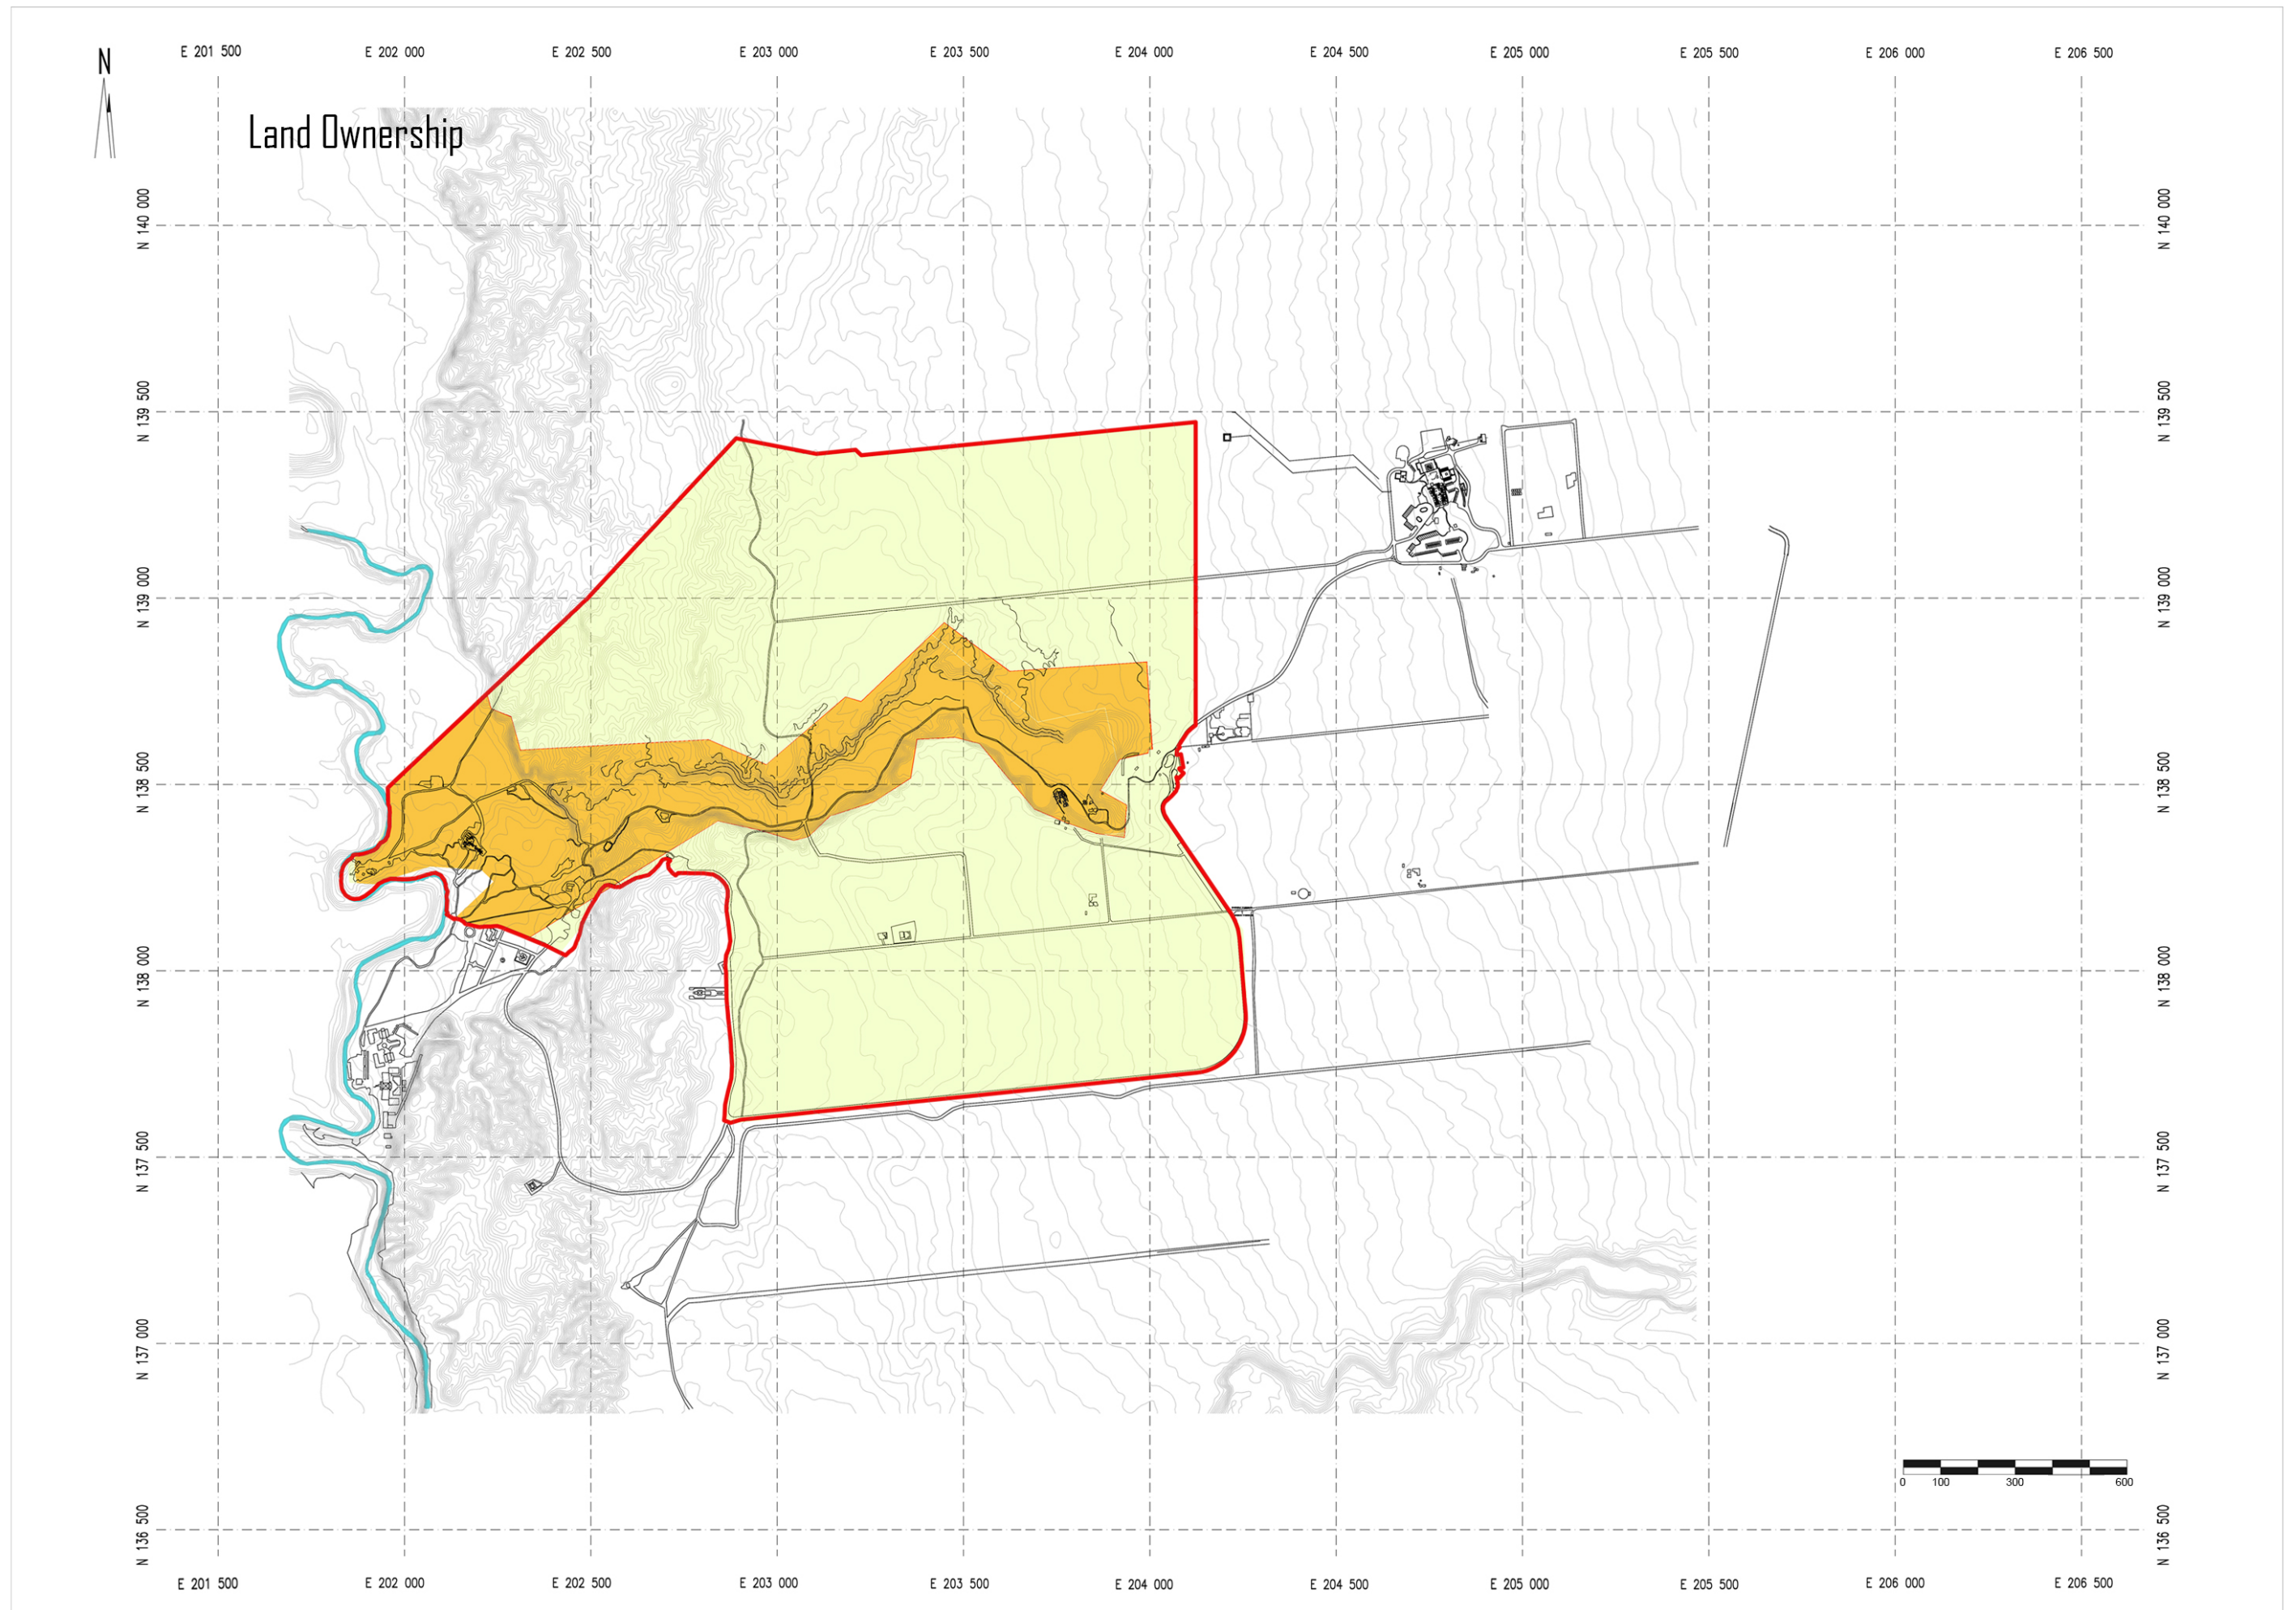 E 201 500 E 202 000 E 202 500 E 203 000 E 203 500 E 204 000 E 204 500 E 205 000 E 205 500 E 206 000 E 206 500
N
Land Ownership
N 140 000 N 140 000
N 139 500 N 139 500
N 139 000 N 139 000
N 138 500 N 138 500
N 138 000 N 138 000
N 137 500 N 137 500
N 137 000 N 137 000
0 100 300 600
N 136 500 N 136 500
E 201 500 E 202 000 E 202 500 E 203 000 E 203 500 E 204 000 E 204 500 E 205 000 E 205 500 E 206 000 E 206 500